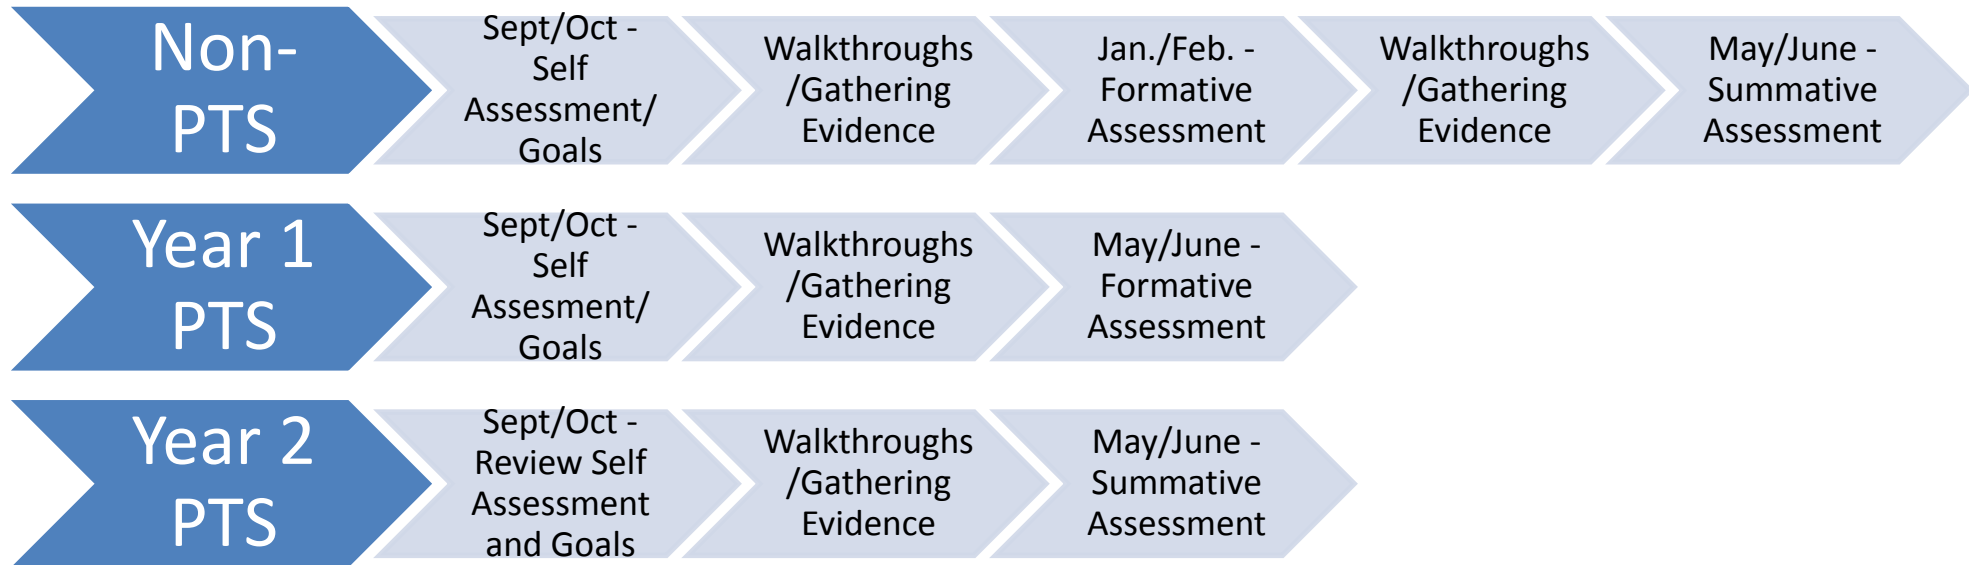 Non-
PTS
Sept/Oct -
Self
Assessment/
Goals
Walkthroughs
/Gathering
Evidence
Jan./Feb. -
Formative
Assessment
Walkthroughs
/Gathering
Evidence
May/June -
Summative
Assessment
Year 1
PTS
Sept/Oct -
Self
Assesment/
Goals
Walkthroughs
/Gathering
Evidence
May/June -
Formative
Assessment
Year 2
PTS
Sept/Oct -
Review Self
Assessment
and Goals
Walkthroughs
/Gathering
Evidence
May/June -
Summative
Assessment